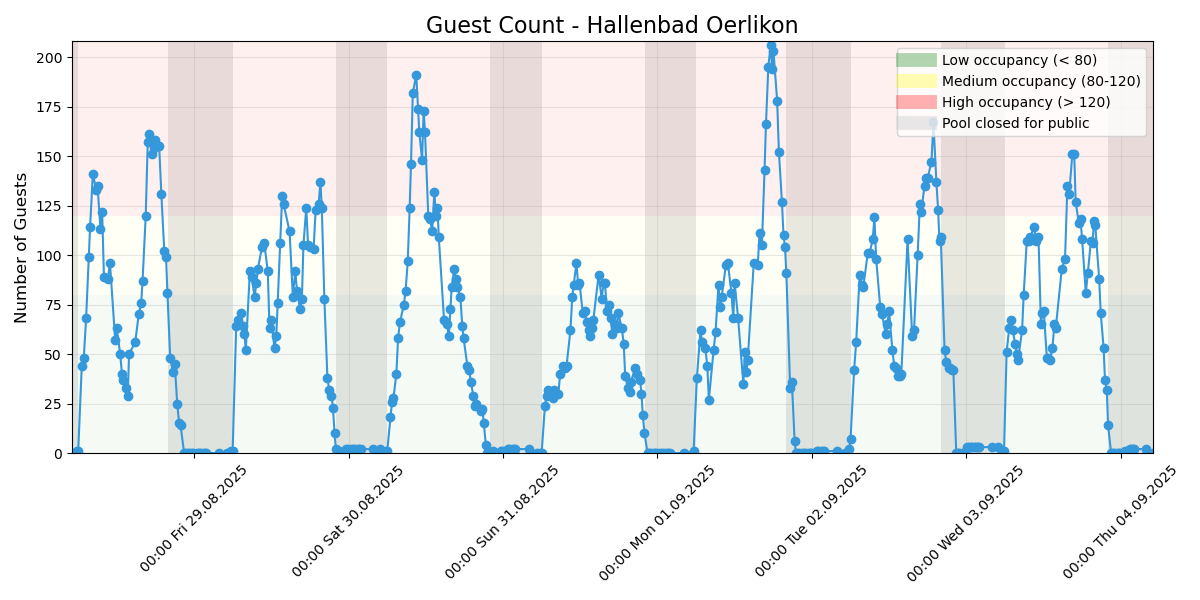 Guest Count - Hallenbad Oerlikon
Number of Guests
200
175
150
125
100
75
50
25
0
Low occupancy (< 80)
Medium occupancy (80-120)
High occupancy (> 120)
Pool closed for public
00:00 Fri 29.08.2025
00:00 Sat 30.08.2025
00:00 Sun 31.08.2025
00:00 Mon 01.09.2025
00:00 Tue 02.09.2025
00:00 Wed 03.09.2025
00:00 Thu 04.09.2025